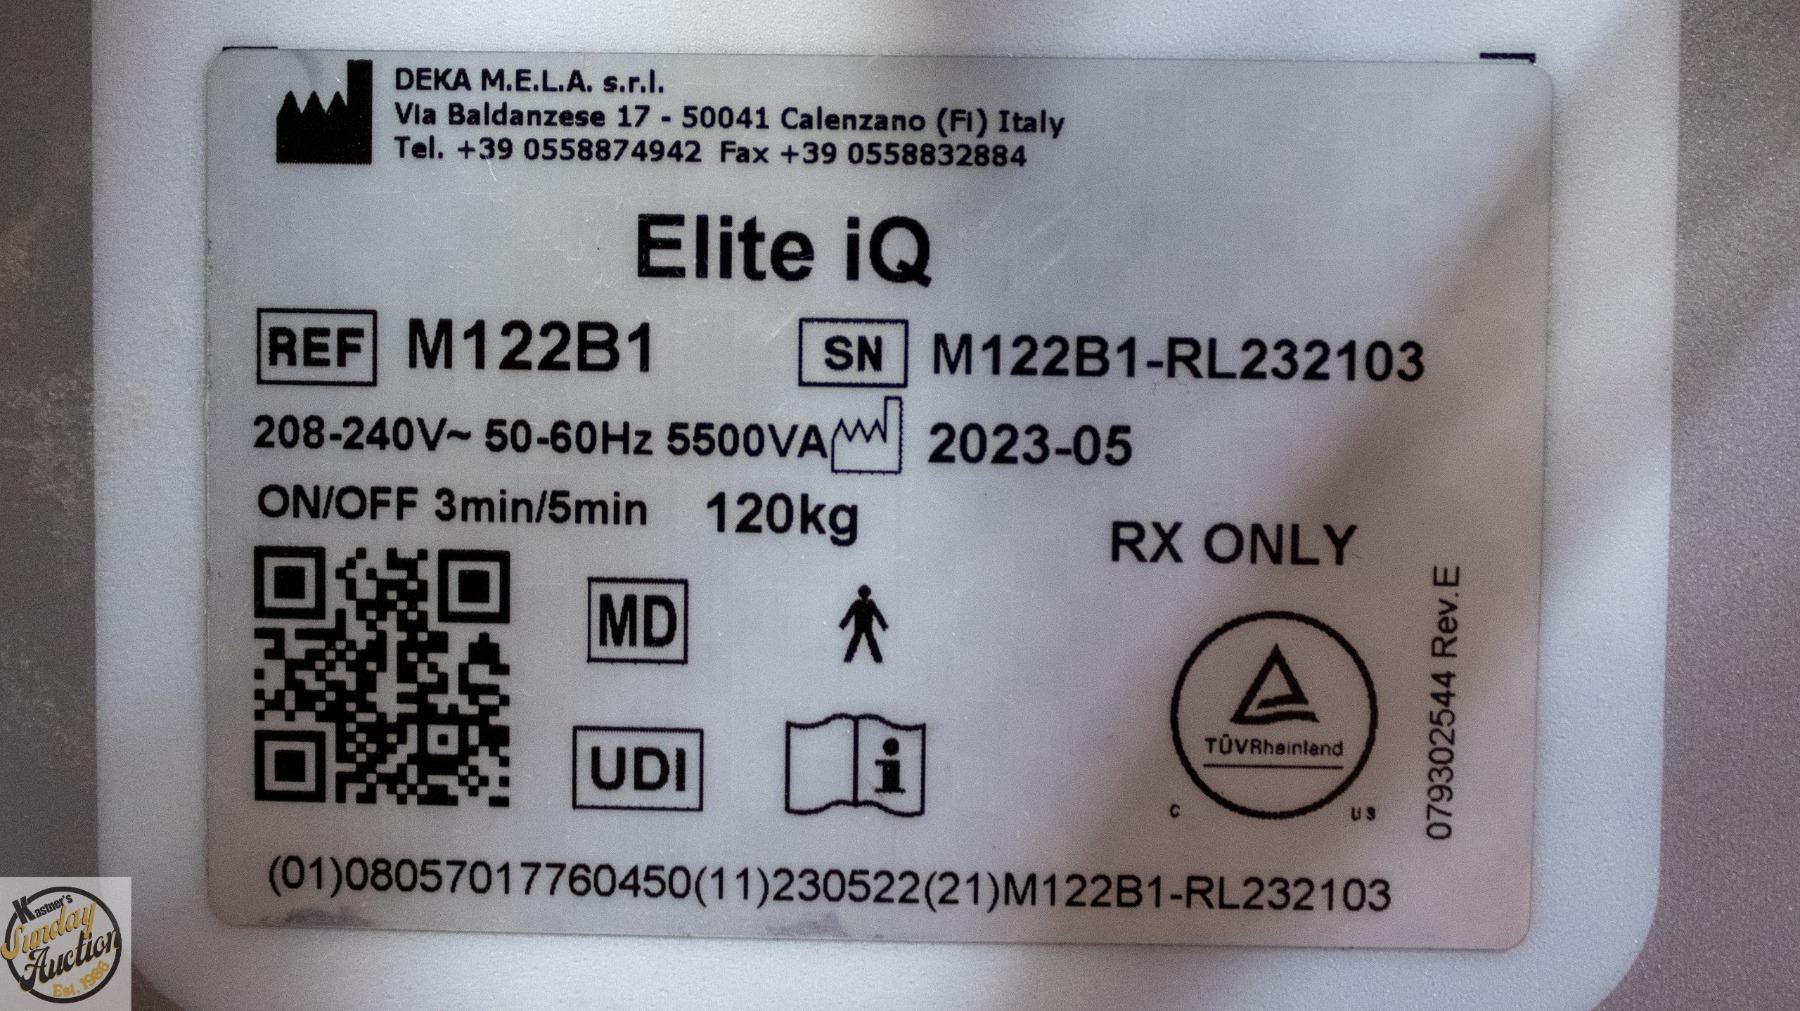 DEKA M.E.L.A. s.r.l.
Via Baldanzese 17 - 50041 Calenzano (FI) Italy
Tel. +39 0558874942 Fax +39 0558832884
Elite iQ
REF M122B1 SN M122B1-RL232103
208-240V~ 50-60Hz 5500VA 2023-05
ON/OFF 3min/5min 120kg
RX ONLY
MD
UDI
i
TÜVRheinland
C US
079302544 Rev.E
(01)08057017760450(11)230522(21)M122B1-RL232103
Kastner's
Sunday
Auction
Est. 1986